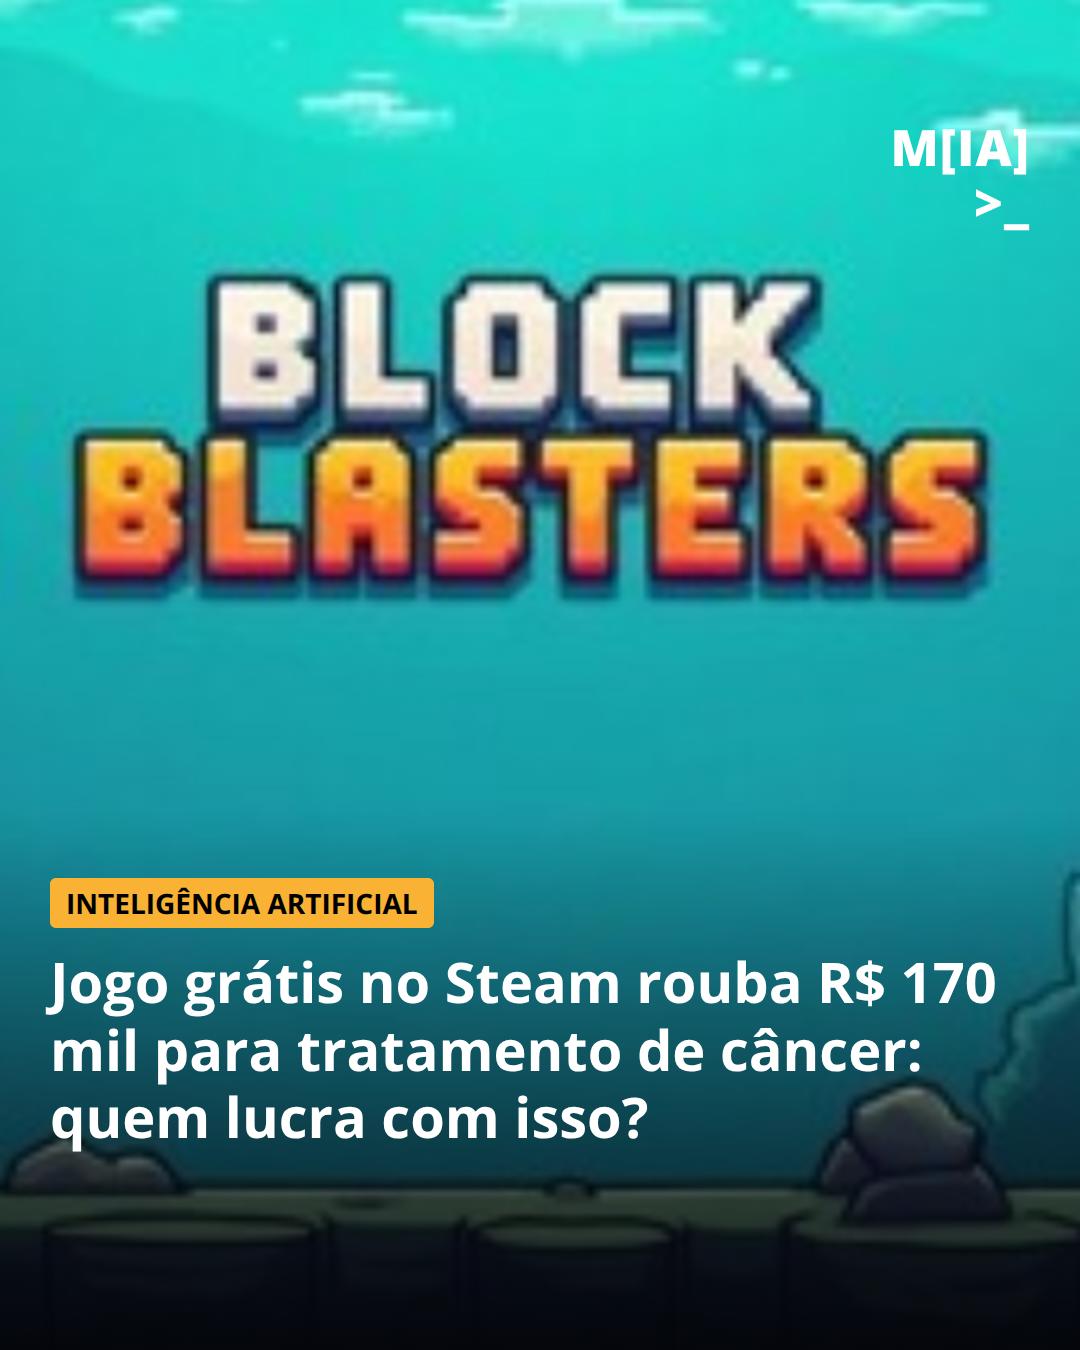 M[IA]
>_
BLOCK
BLASTERS
INTELIGÊNCIA ARTIFICIAL
Jogo grátis no Steam rouba R$ 170
mil para tratamento de câncer:
quem lucra com isso?